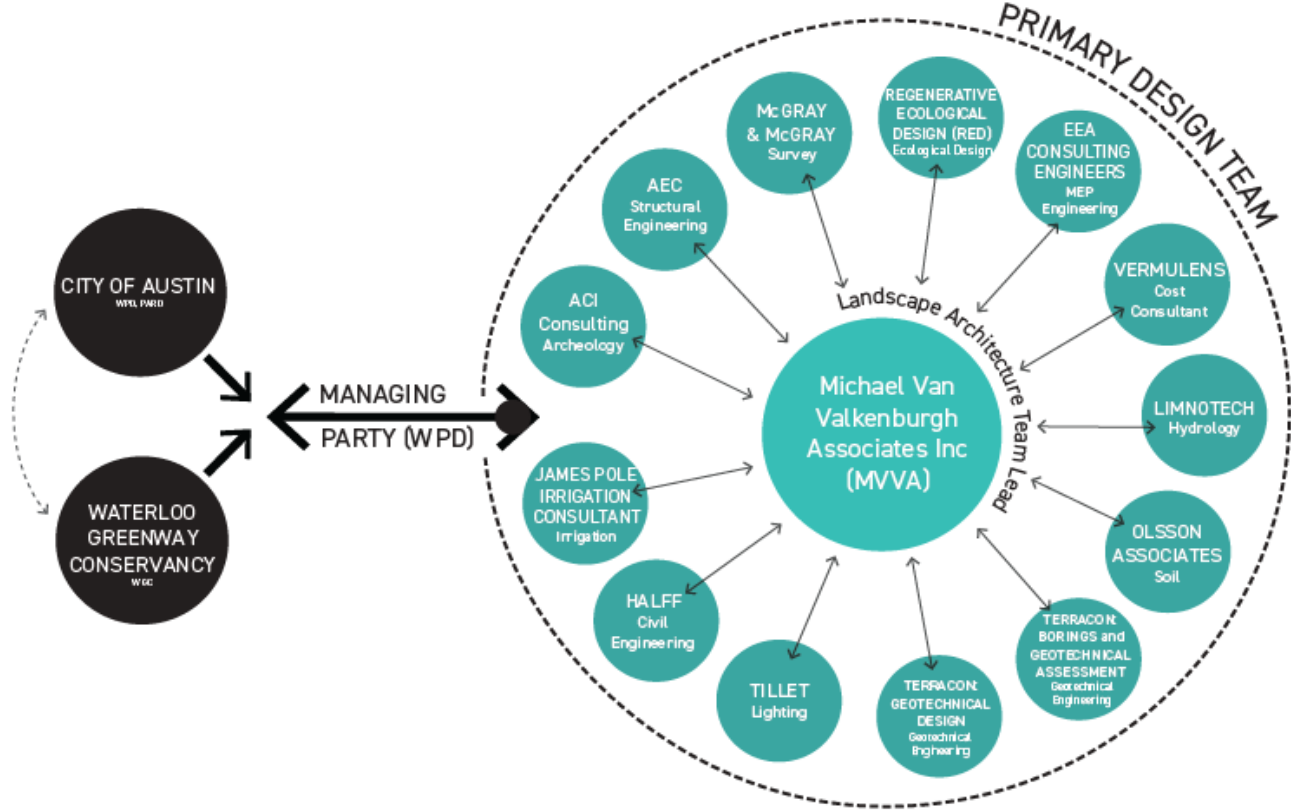 PRIMARY DESIGN TEAM
CITY OF AUSTIN
WPD, PARD
WATERLOO
GREENWAY
CONSERVANCY
WGC
MANAGING
PARTY (WPD)
McGRAY
& McGRAY
Survey
REGENERATIVE
ECOLOGICAL
DESIGN (RED)
Ecological Design
EEA
CONSULTING
ENGINEERS
MEP
Engineering
VERMULENS
Cost
Consultant
LIMNOTECH
Hydrology
OLSSON
ASSOCIATES
Soil
TERRACON:
BORINGS and
GEOTECHNICAL
ASSESSMENT
Geotechnical
Engineering
TERRACON:
GEOTECHNICAL
DESIGN
Geotechnical
Engineering
TILLET
Lighting
HALFF
Civil
Engineering
JAMES POLE
IRRIGATION
CONSULTANT
Irrigation
ACI
Consulting
Archeology
AEC
Structural
Engineering
Landscape Architecture Team Lead
Michael Van
Valkenburgh
Associates Inc
(MVVA)